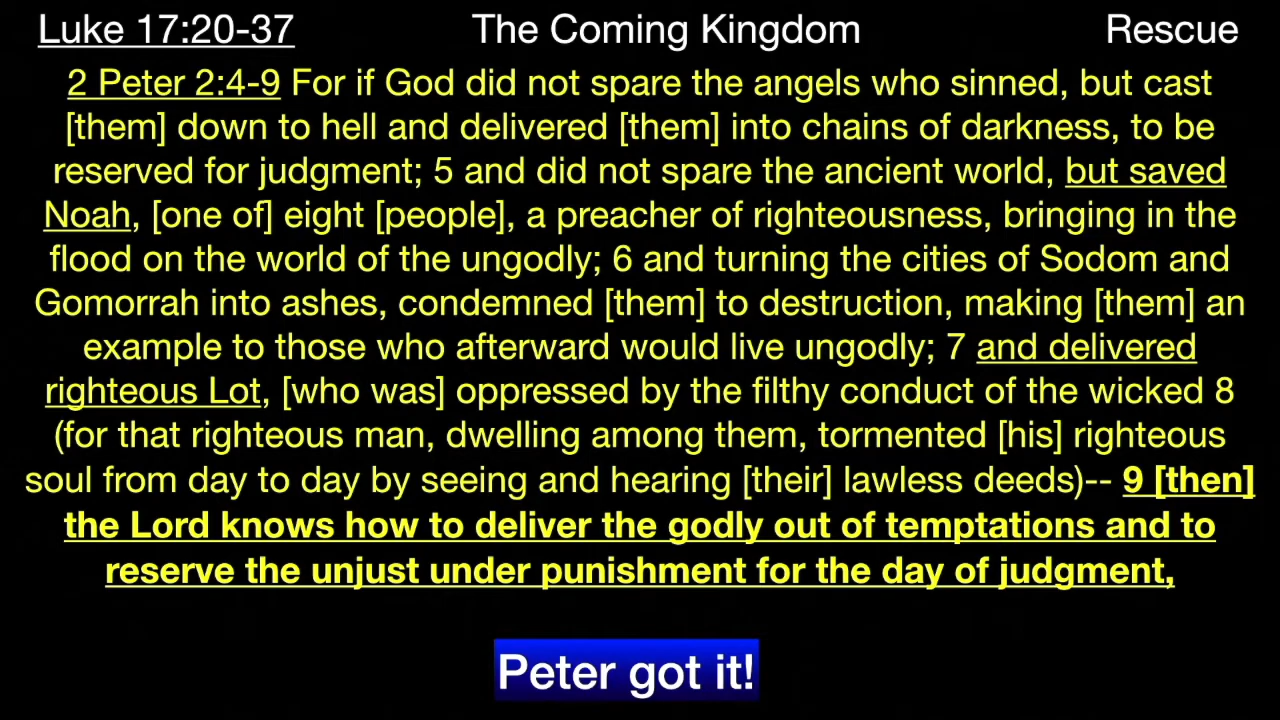 Luke 17:20-37 The Coming Kingdom Rescue
2 Peter 2:4-9 For if God did not spare the angels who sinned, but cast
[them] down to hell and delivered [them] into chains of darkness, to be
reserved for judgment; 5 and did not spare the ancient world, but saved
Noah, [one of] eight [people], a preacher of righteousness, bringing in the
flood on the world of the ungodly; 6 and turning the cities of Sodom and
Gomorrah into ashes, condemned [them] to destruction, making [them] an
example to those who afterward would live ungodly; 7 and delivered
righteous Lot, [who was] oppressed by the filthy conduct of the wicked 8
(for that righteous man, dwelling among them, tormented [his] righteous
soul from day to day by seeing and hearing [their] lawless deeds)-- 9 [then]
the Lord knows how to deliver the godly out of temptations and to
reserve the unjust under punishment for the day of judgment,
Peter got it!